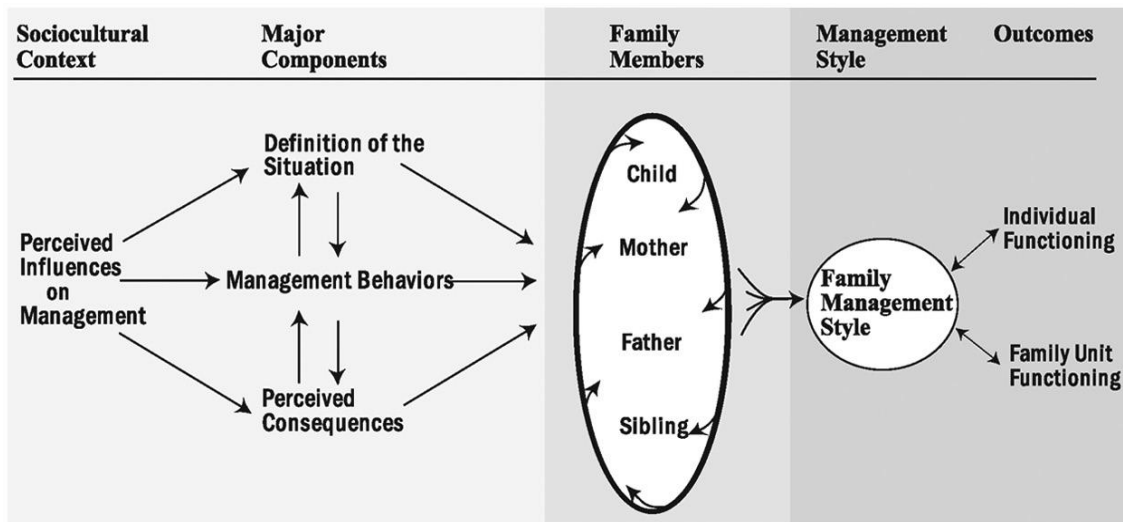 Sociocultural
Context
Major
Components
Family
Members
Management
Style
Outcomes
Definition of the
Situation
Perceived
Influences
on
Management
Management Behaviors
Perceived
Consequences
Child
Mother
Father
Sibling
Family
Management
Style
Individual
Functioning
Family Unit
Functioning